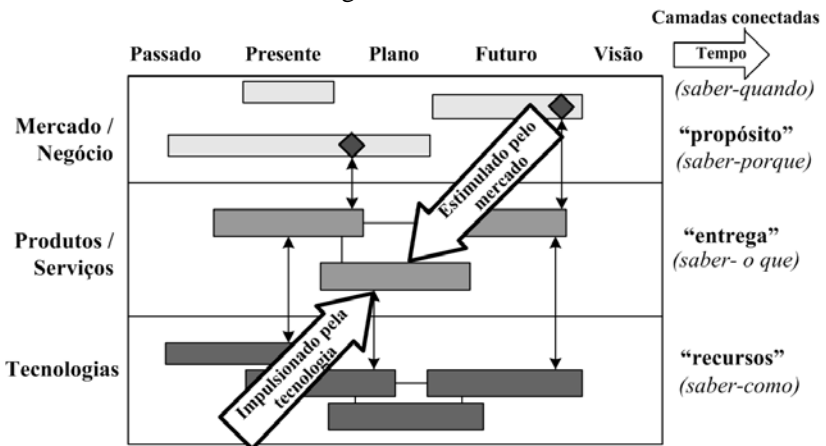 Camadas conectadas
Passado Presente Plano Futuro Visão Tempo
(saber-quando)
Mercado /
Negócio
“propósito”
(saber-porque)
Estimulado pelo
mercado
Produtos /
Serviços
“entrega”
(saber- o que)
Impulsionado pela
tecnologia
Tecnologias
“recursos”
(saber-como)